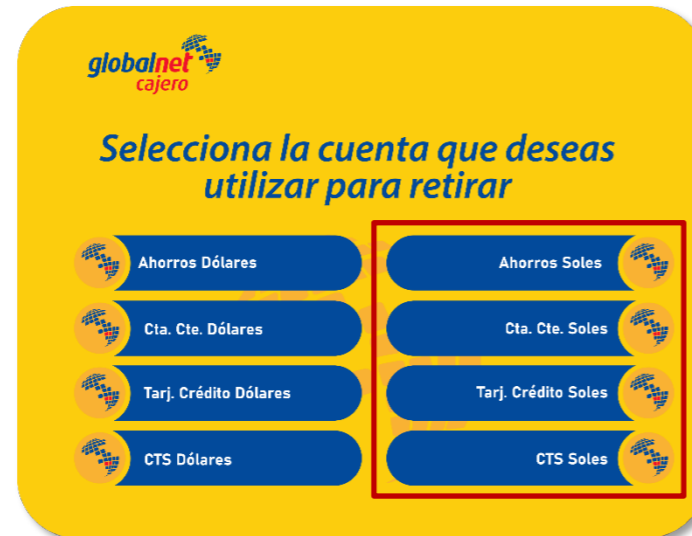 globalnet
cajero
Selecciona la cuenta que deseas
utilizar para retirar
Ahorros Dólares
Ahorros Soles
Cta. Cte. Dólares
Cta. Cte. Soles
Tarj. Crédito Dólares
Tarj. Crédito Soles
CTS Dólares
CTS Soles